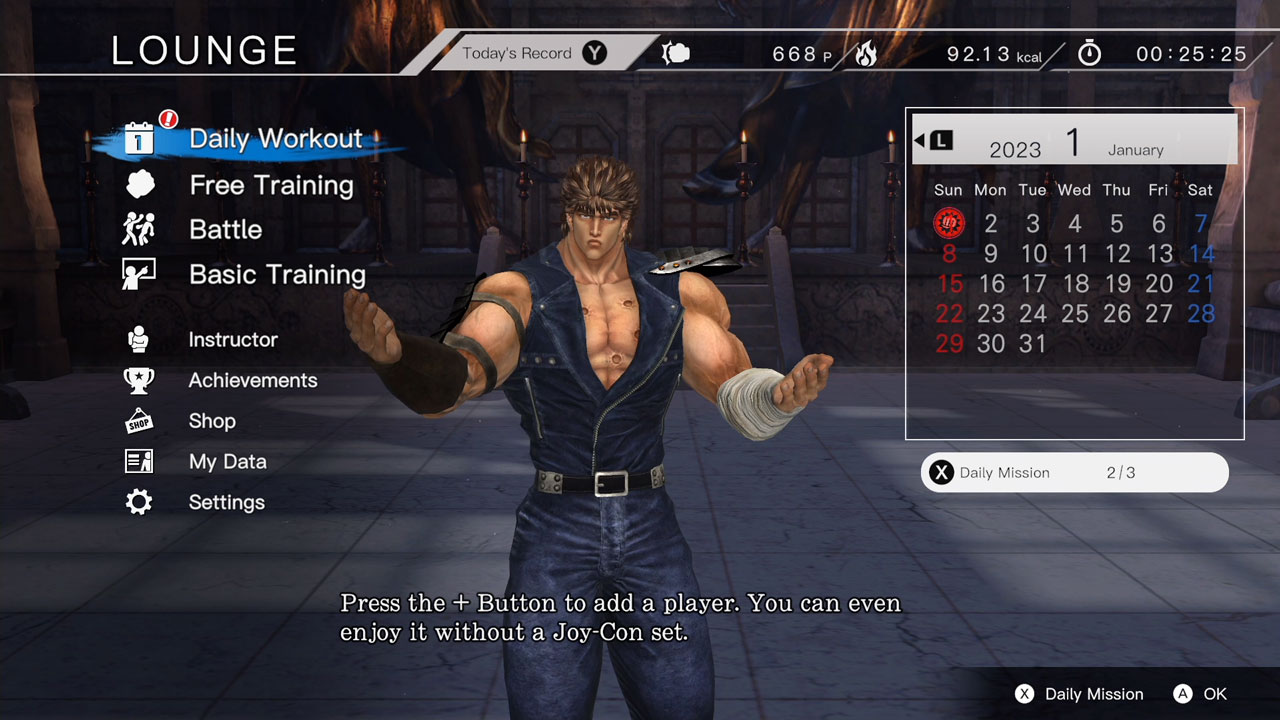 LOUNGE
Today's Record Y 668 P 92.13 kcal 00:25:25
1 Daily Workout
Free Training
Battle
Basic Training
Instructor
Achievements
SHOP Shop
My Data
Settings
L 2023 1 January
Sun Mon Tue Wed Thu Fri Sat
2 3 4 5 6 7
8 9 10 11 12 13 14
15 16 17 18 19 20 21
22 23 24 25 26 27 28
29 30 31
X Daily Mission 2/3
Press the + Button to add a player. You can even
enjoy it without a Joy-Con set.
X Daily Mission A OK